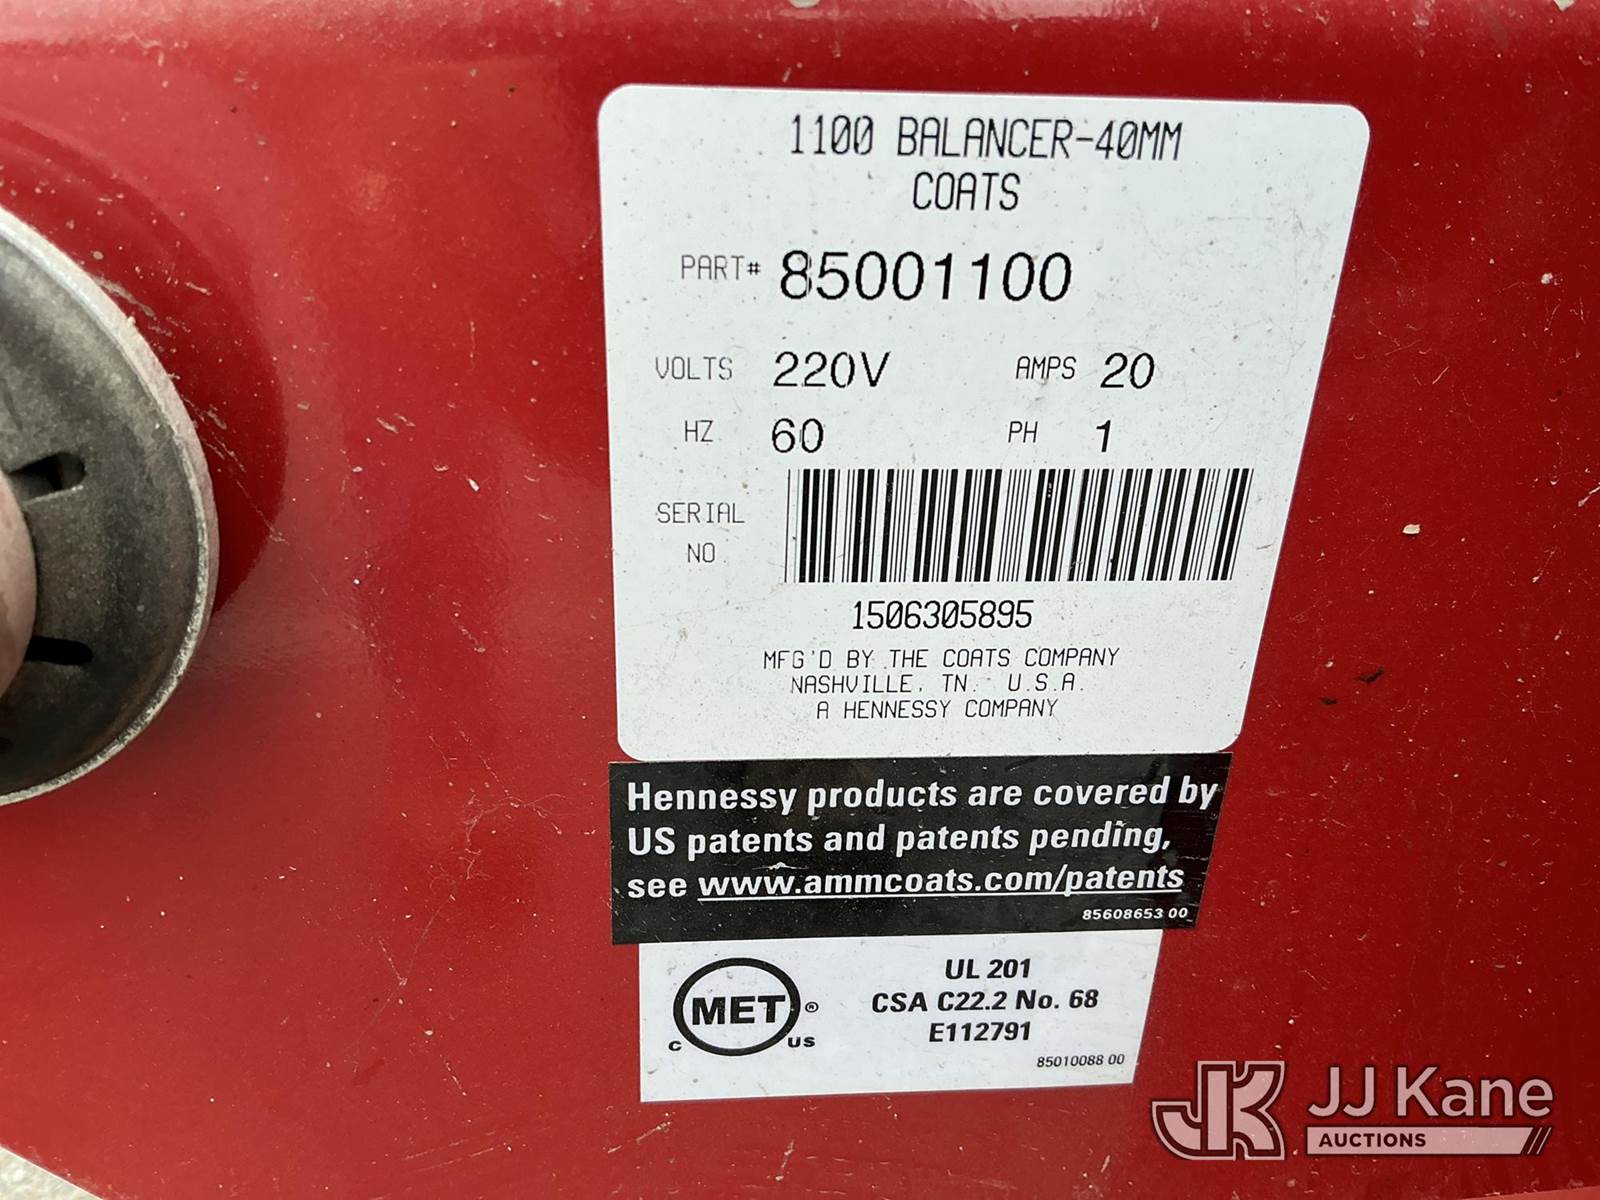 1100 BALANCER-40MM
COATS
PART# 85001100
VOLTS 220V AMPS 20
HZ 60 PH 1
SERIAL
NO.
1506305895
MFG'D BY THE COATS COMPANY
NASHVILLE, TN. U.S.A.
A HENNESSY COMPANY
Hennessy products are covered by
US patents and patents pending,
see www.ammcoats.com/patents
85608653 00
MET ®
C US
UL 201
CSA C22.2 No. 68
E112791
85010088 00
JK JJ Kane
AUCTIONS